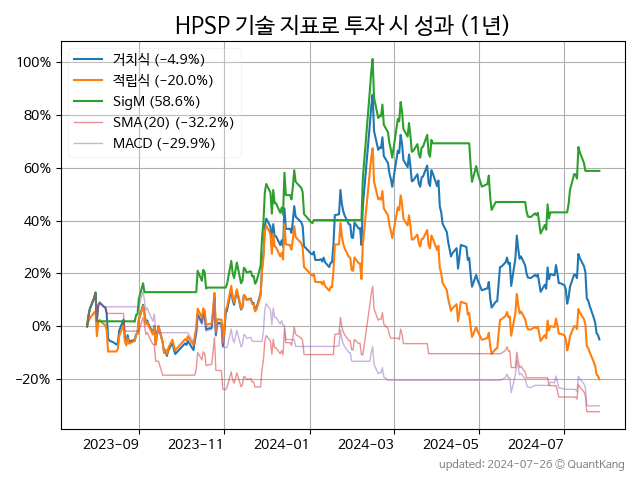 HPSP 기술 지표로 투자 시 성과 (1년)
거치식 (-4.9%)
적립식 (-20.0%)
SigM (58.6%)
SMA(20) (-32.2%)
MACD (-29.9%)
100%
80%
60%
40%
20%
0%
-20%
2023-09 2023-11 2024-01 2024-03 2024-05 2024-07
updated: 2024-07-26 © QuantKang